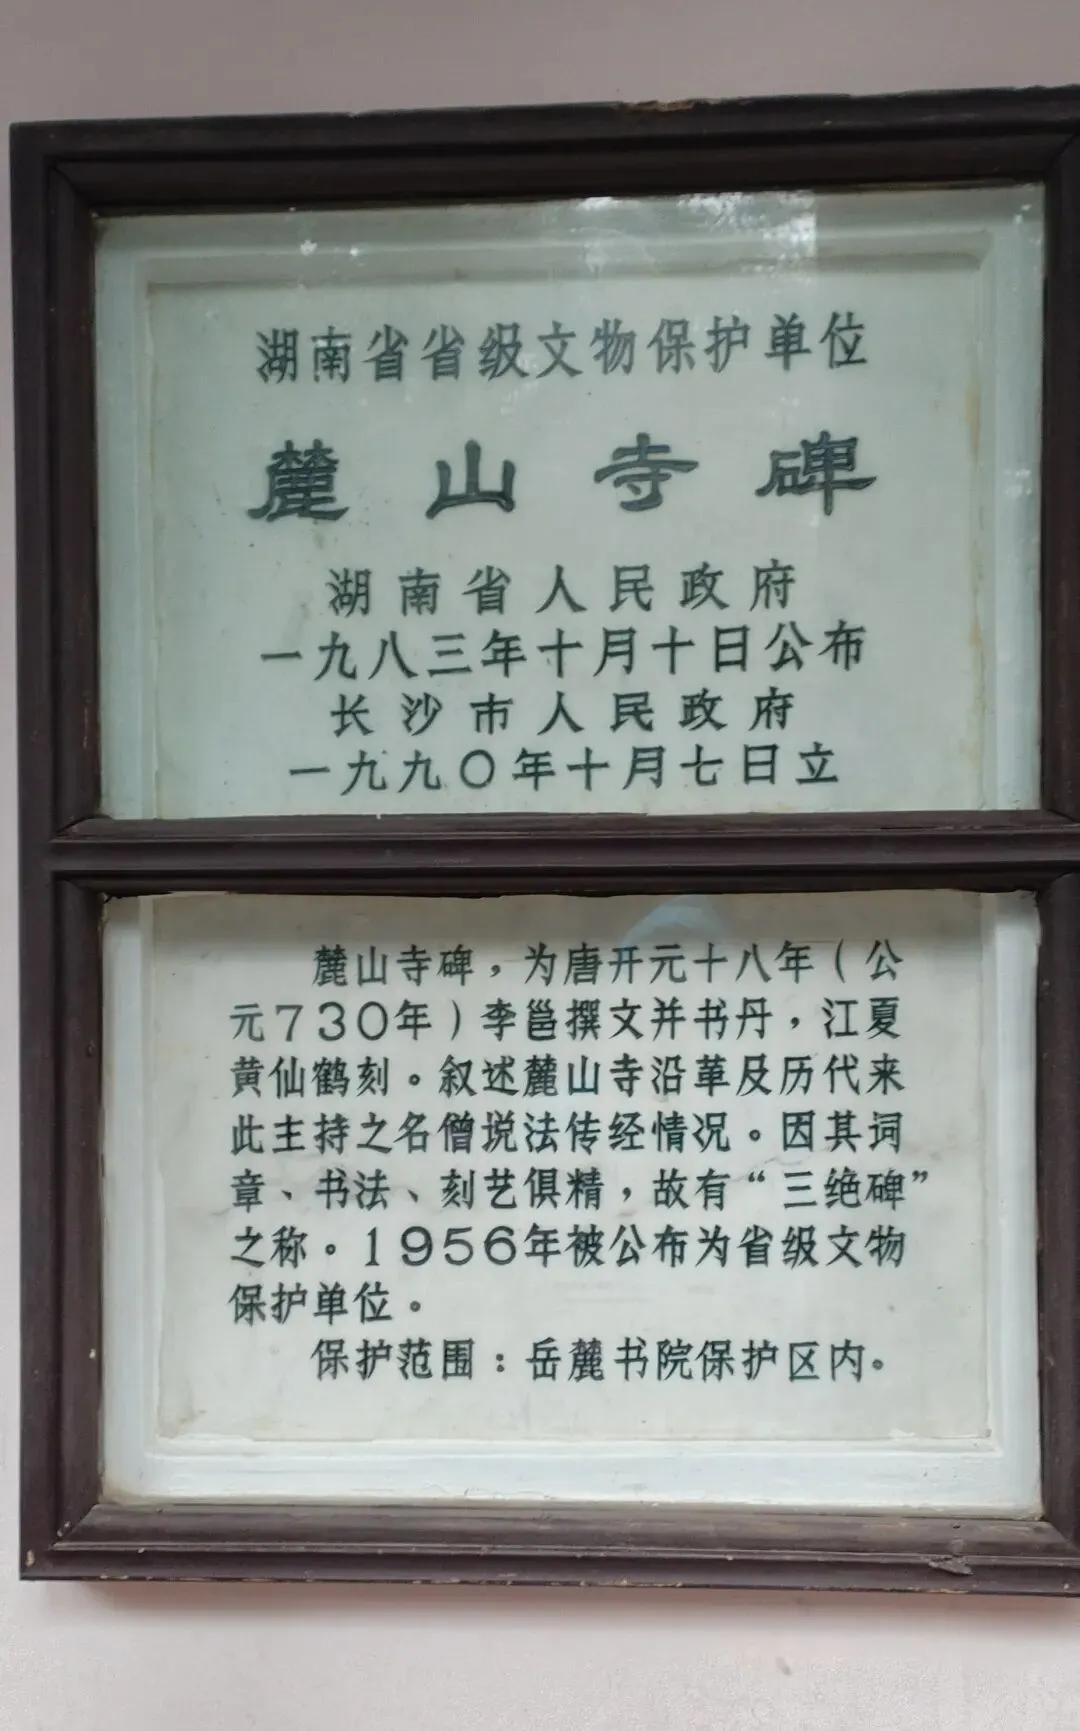 湖南省省级文物保护单位
麓山寺碑
湖南省人民政府
一九八三年十月十日公布
长沙市人民政府
一九九〇年十月七日立
麓山寺碑，为唐开元十八年（公
元730年）李邕撰文并书丹，江夏
黄仙鹤刻。叙述麓山寺沿革及历代来
此主持之名僧说法传经情况。因其词
章、书法、刻艺俱精，故有“三绝碑”
之称。1956年被公布为省级文物
保护单位。
保护范围：岳麓书院保护区内。